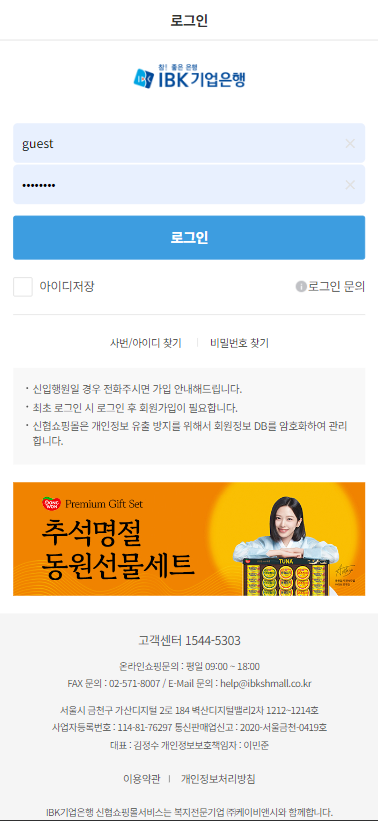 로그인
참! 좋은 은행
IBK기업은행
guest
••••••••
로그인
아이디저장
로그인 문의
사번/아이디 찾기 | 비밀번호 찾기
· 신입행원일 경우 전화주시면 가입 안내해드립니다.
· 최초 로그인 시 로그인 후 회원가입이 필요합니다.
· 신협쇼핑몰은 개인정보 유출 방지를 위해서 회원정보 DB를 암호화하여 관리
합니다.
DONG WON Premium Gift Set
추석명절
동원선물세트
TUNA
고객센터 1544-5303
온라인쇼핑문의 : 평일 09:00 ~ 18:00
FAX 문의 : 02-571-8007 / E-Mail 문의 : help@ibkshmall.co.kr
서울시 금천구 가산디지털 2로 184 벽산디지털밸리2차 1212~1214호
사업자등록번호 : 114-81-76297 통신판매업신고 : 2020-서울금천-0419호
대표 : 김정수 개인정보보호책임자 : 이민준
이용약관 | 개인정보처리방침
IBK기업은행 신협쇼핑몰서비스는 복지전문기업 ㈜케이비엔시와 함께합니다.